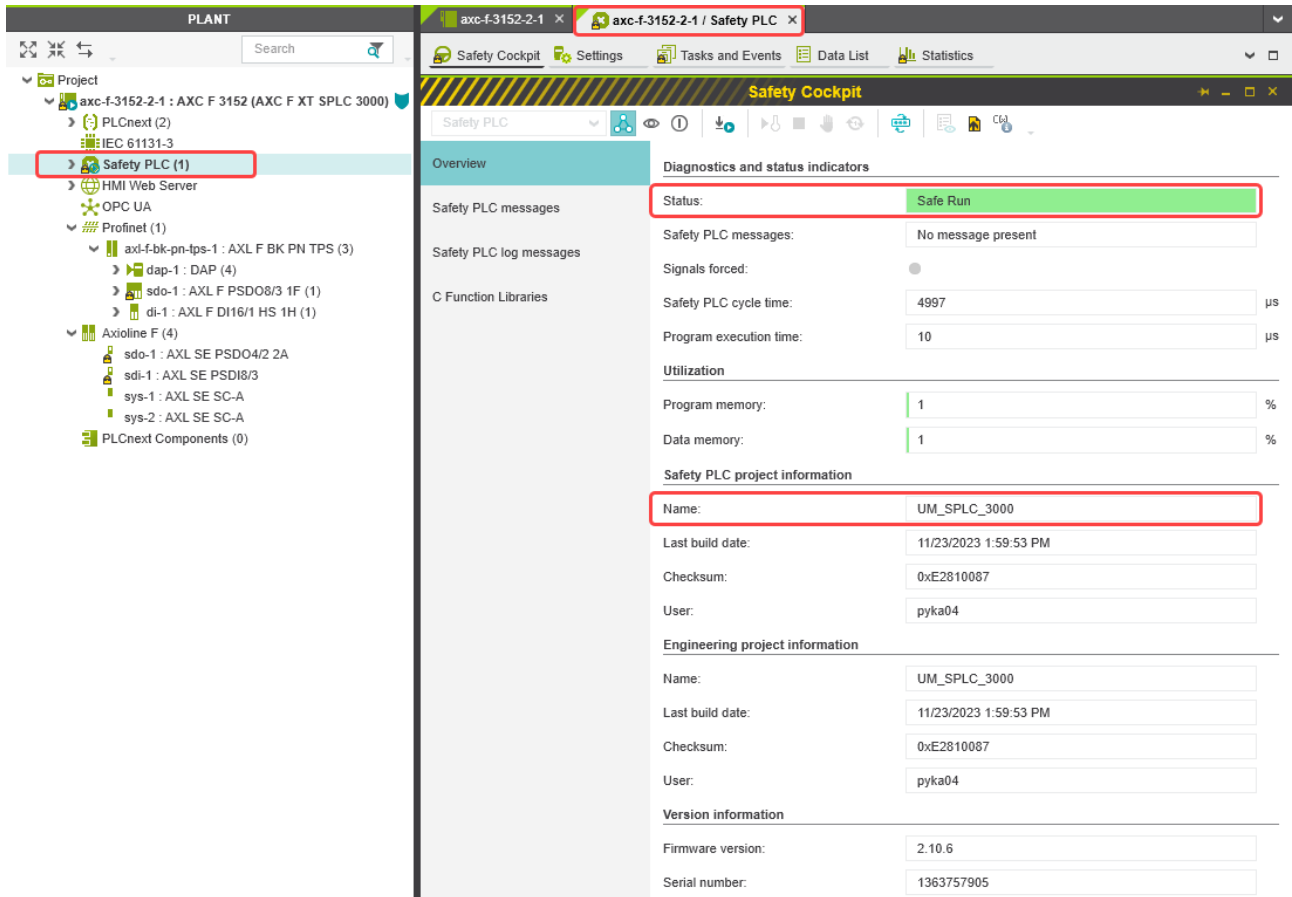 PLANT
Search
Project
axc-f-3152-2-1 : AXC F 3152 (AXC F XT SPLC 3000)
PLCnext (2)
IEC 61131-3
Safety PLC (1)
HMI Web Server
OPC UA
Profinet (1)
axl-f-bk-pn-tps-1 : AXL F BK PN TPS (3)
dap-1 : DAP (4)
sdo-1 : AXL F PSDO8/3 1F (1)
di-1 : AXL F DI16/1 HS 1H (1)
Axioline F (4)
sdo-1 : AXL SE PSDO4/2 2A
sdi-1 : AXL SE PSDI8/3
sys-1 : AXL SE SC-A
sys-2 : AXL SE SC-A
PLCnext Components (0)
axc-f-3152-2-1
axc-f-3152-2-1 / Safety PLC
Safety Cockpit Settings Tasks and Events Data List Statistics
Safety Cockpit
Safety PLC
Overview
Safety PLC messages
Safety PLC log messages
C Function Libraries
Diagnostics and status indicators
Status: Safe Run
Safety PLC messages: No message present
Signals forced:
Safety PLC cycle time: 4997 µs
Program execution time: 10 µs
Utilization
Program memory: 1 %
Data memory: 1 %
Safety PLC project information
Name: UM_SPLC_3000
Last build date: 11/23/2023 1:59:53 PM
Checksum: 0xE2810087
User: pyka04
Engineering project information
Name: UM_SPLC_3000
Last build date: 11/23/2023 1:59:53 PM
Checksum: 0xE2810087
User: pyka04
Version information
Firmware version: 2.10.6
Serial number: 1363757905